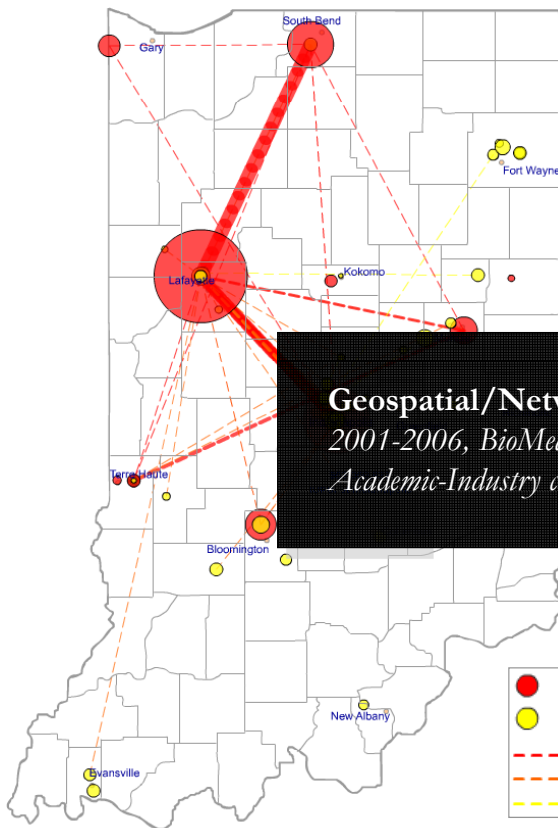 South Bend
Gary
Fort Wayne
Kokomo
Lafayette
Geospatial/Netw
2001-2006, BioMed
Academic-Industry c
Terre Haute
Bloomington
New Albany
Evansville